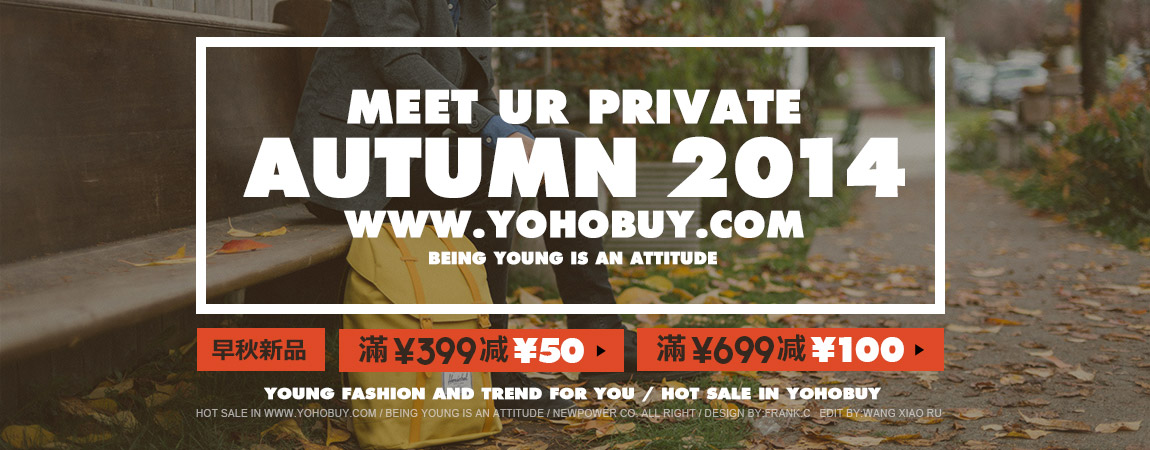 MEET UR PRIVATE
AUTUMN 2014
WWW.YOHOBUY.COM
BEING YOUNG IS AN ATTITUDE
早秋新品
滿¥399减¥50
滿¥699减¥100
Herschel
YOUNG FASHION AND TREND FOR YOU / HOT SALE IN YOHOBUY
HOT SALE IN WWW.YOHOBUY.COM / BEING YOUNG IS AN ATTITUDE / NEWPOWER CO. ALL RIGHT / DESIGN BY:FRANK.C EDIT BY:WANG XIAO RU